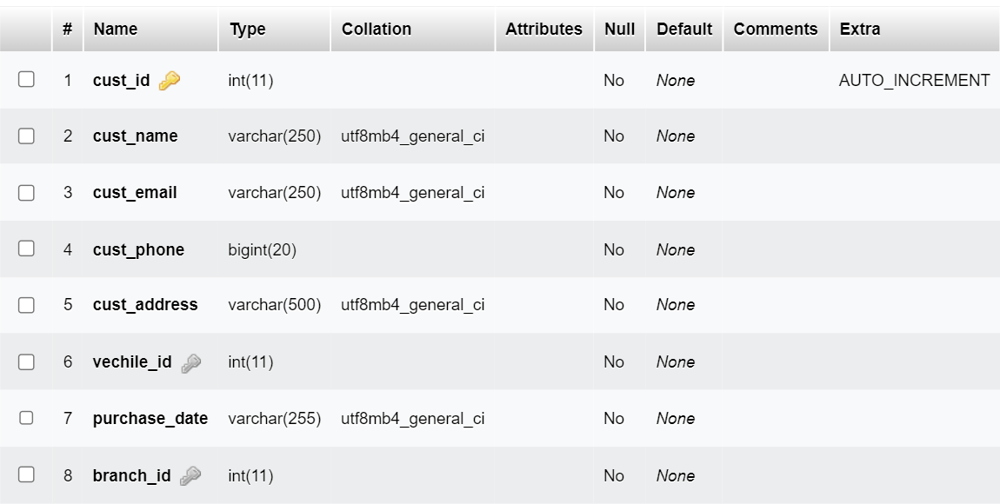 # Name Type Collation Attributes Null Default Comments Extra
1 cust_id int(11) No None AUTO_INCREMENT
2 cust_name varchar(250) utf8mb4_general_ci No None
3 cust_email varchar(250) utf8mb4_general_ci No None
4 cust_phone bigint(20) No None
5 cust_address varchar(500) utf8mb4_general_ci No None
6 vechile_id int(11) No None
7 purchase_date varchar(255) utf8mb4_general_ci No None
8 branch_id int(11) No None